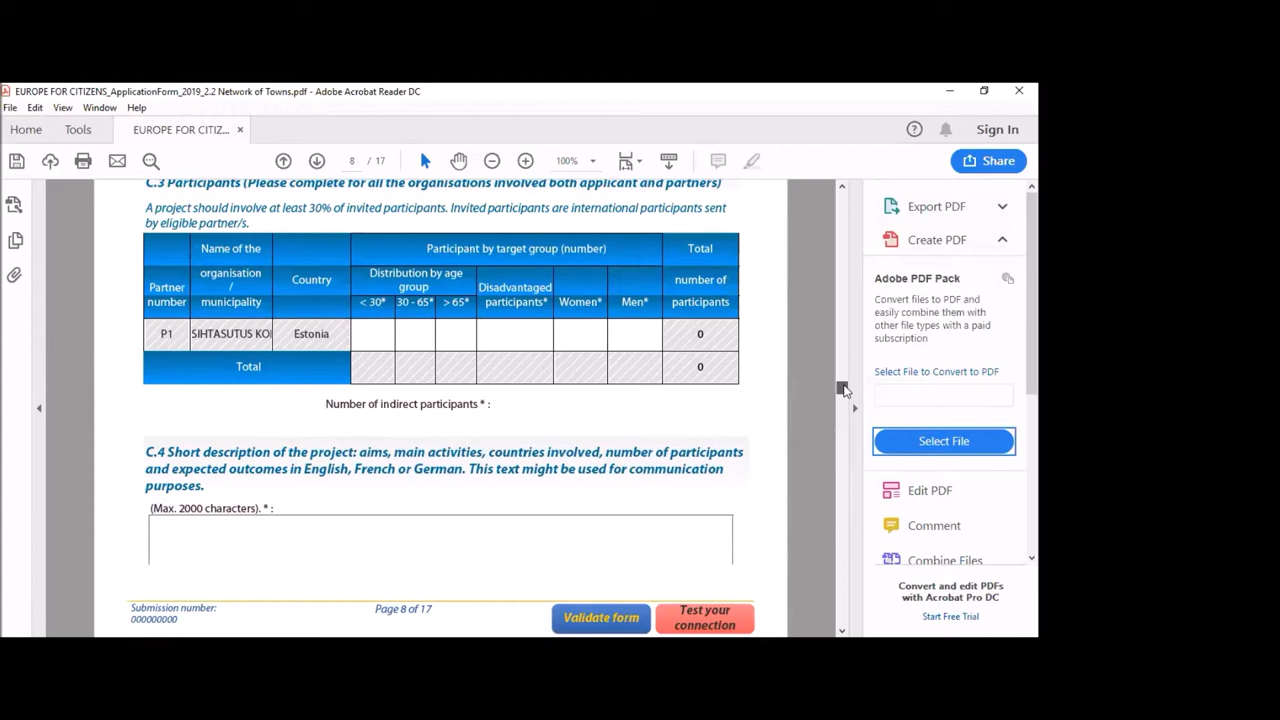 EUROPE FOR CITIZENS_ApplicationForm_2019_2.2 Network of Towns.pdf - Adobe Acrobat Reader DC
File Edit View Window Help
Home Tools EUROPE FOR CITIZ... × Sign In
8 / 17 100% Share
C.3 Participants (Please complete for all the organisations involved both applicant and partners)
A project should involve at least 30% of invited participants. Invited participants are international participants sent
by eligible partner/s.
Partner number
Name of the organisation / municipality
Country
Participant by target group (number)
Distribution by age group
< 30* 30 - 65* > 65*
Disadvantaged participants*
Women*
Men*
Total number of participants
P1 SIHTASUTUS KO Estonia 0
Total 0
Number of indirect participants * :
C.4 Short description of the project: aims, main activities, countries involved, number of participants
and expected outcomes in English, French or German. This text might be used for communication
purposes.
(Max. 2000 characters). * :
Submission number:
000000000
Page 8 of 17
Validate form
Test your
connection
Export PDF
Create PDF
Adobe PDF Pack
Convert files to PDF and
easily combine them with
other file types with a paid
subscription
Select File to Convert to PDF
Select File
Edit PDF
Comment
Combine Files
Convert and edit PDFs
with Acrobat Pro DC
Start Free Trial